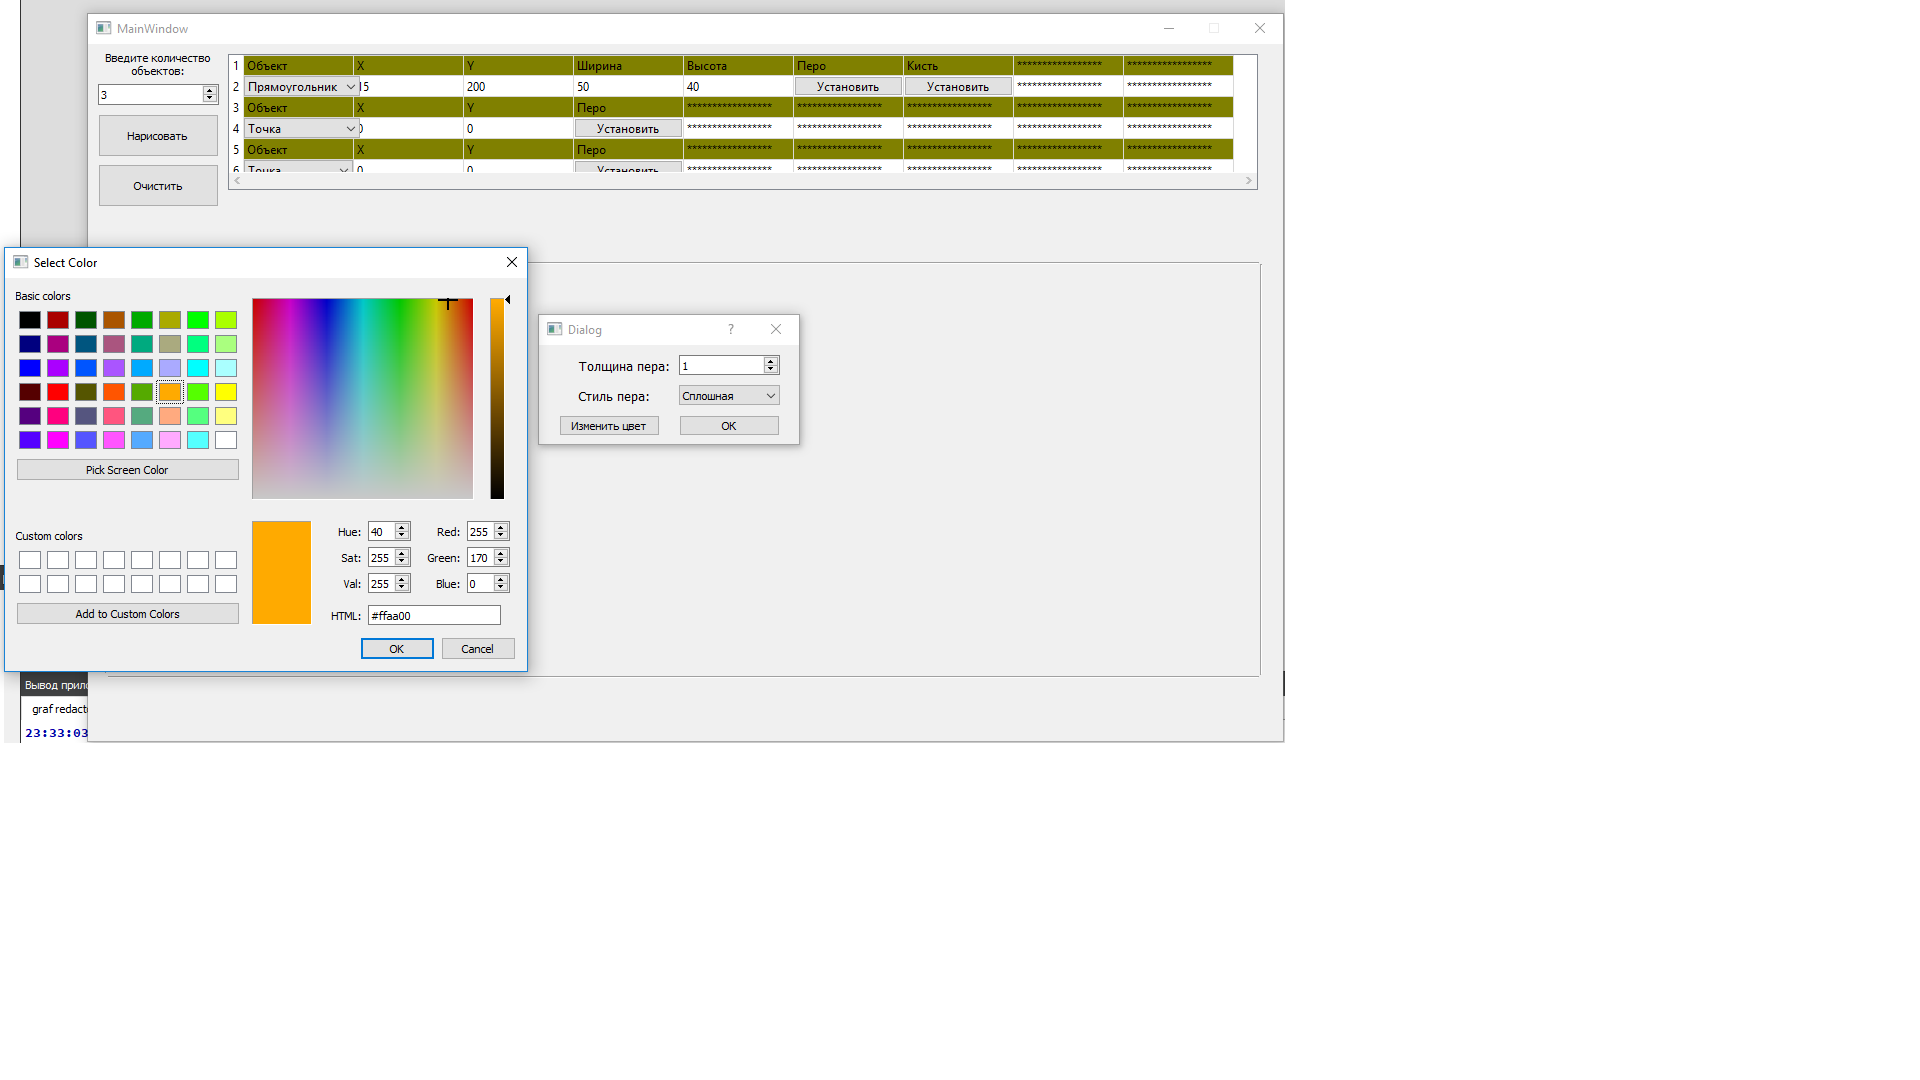 MainWindow
Введите количество
объектов:
3
Нарисовать
Очистить
1 Объект X Y Ширина Высота Перо Кисть ***************** *****************
2 Прямоугольник 15 200 50 40 Установить Установить ***************** *****************
3 Объект X Y Перо ***************** ***************** ***************** ***************** *****************
4 Точка 0 0 Установить ***************** ***************** ***************** ***************** *****************
5 Объект X Y Перо ***************** ***************** ***************** ***************** *****************
6 Точка 0 0 Установить ***************** ***************** ***************** ***************** *****************
Select Color
Basic colors
Pick Screen Color
Custom colors
Add to Custom Colors
Hue: 40 Red: 255
Sat: 255 Green: 170
Val: 255 Blue: 0
HTML: #ffaa00
OK Cancel
Dialog ?
Толщина пера: 1
Стиль пера: Сплошная
Изменить цвет OK
Вывод прил
graf redact
23:33:03